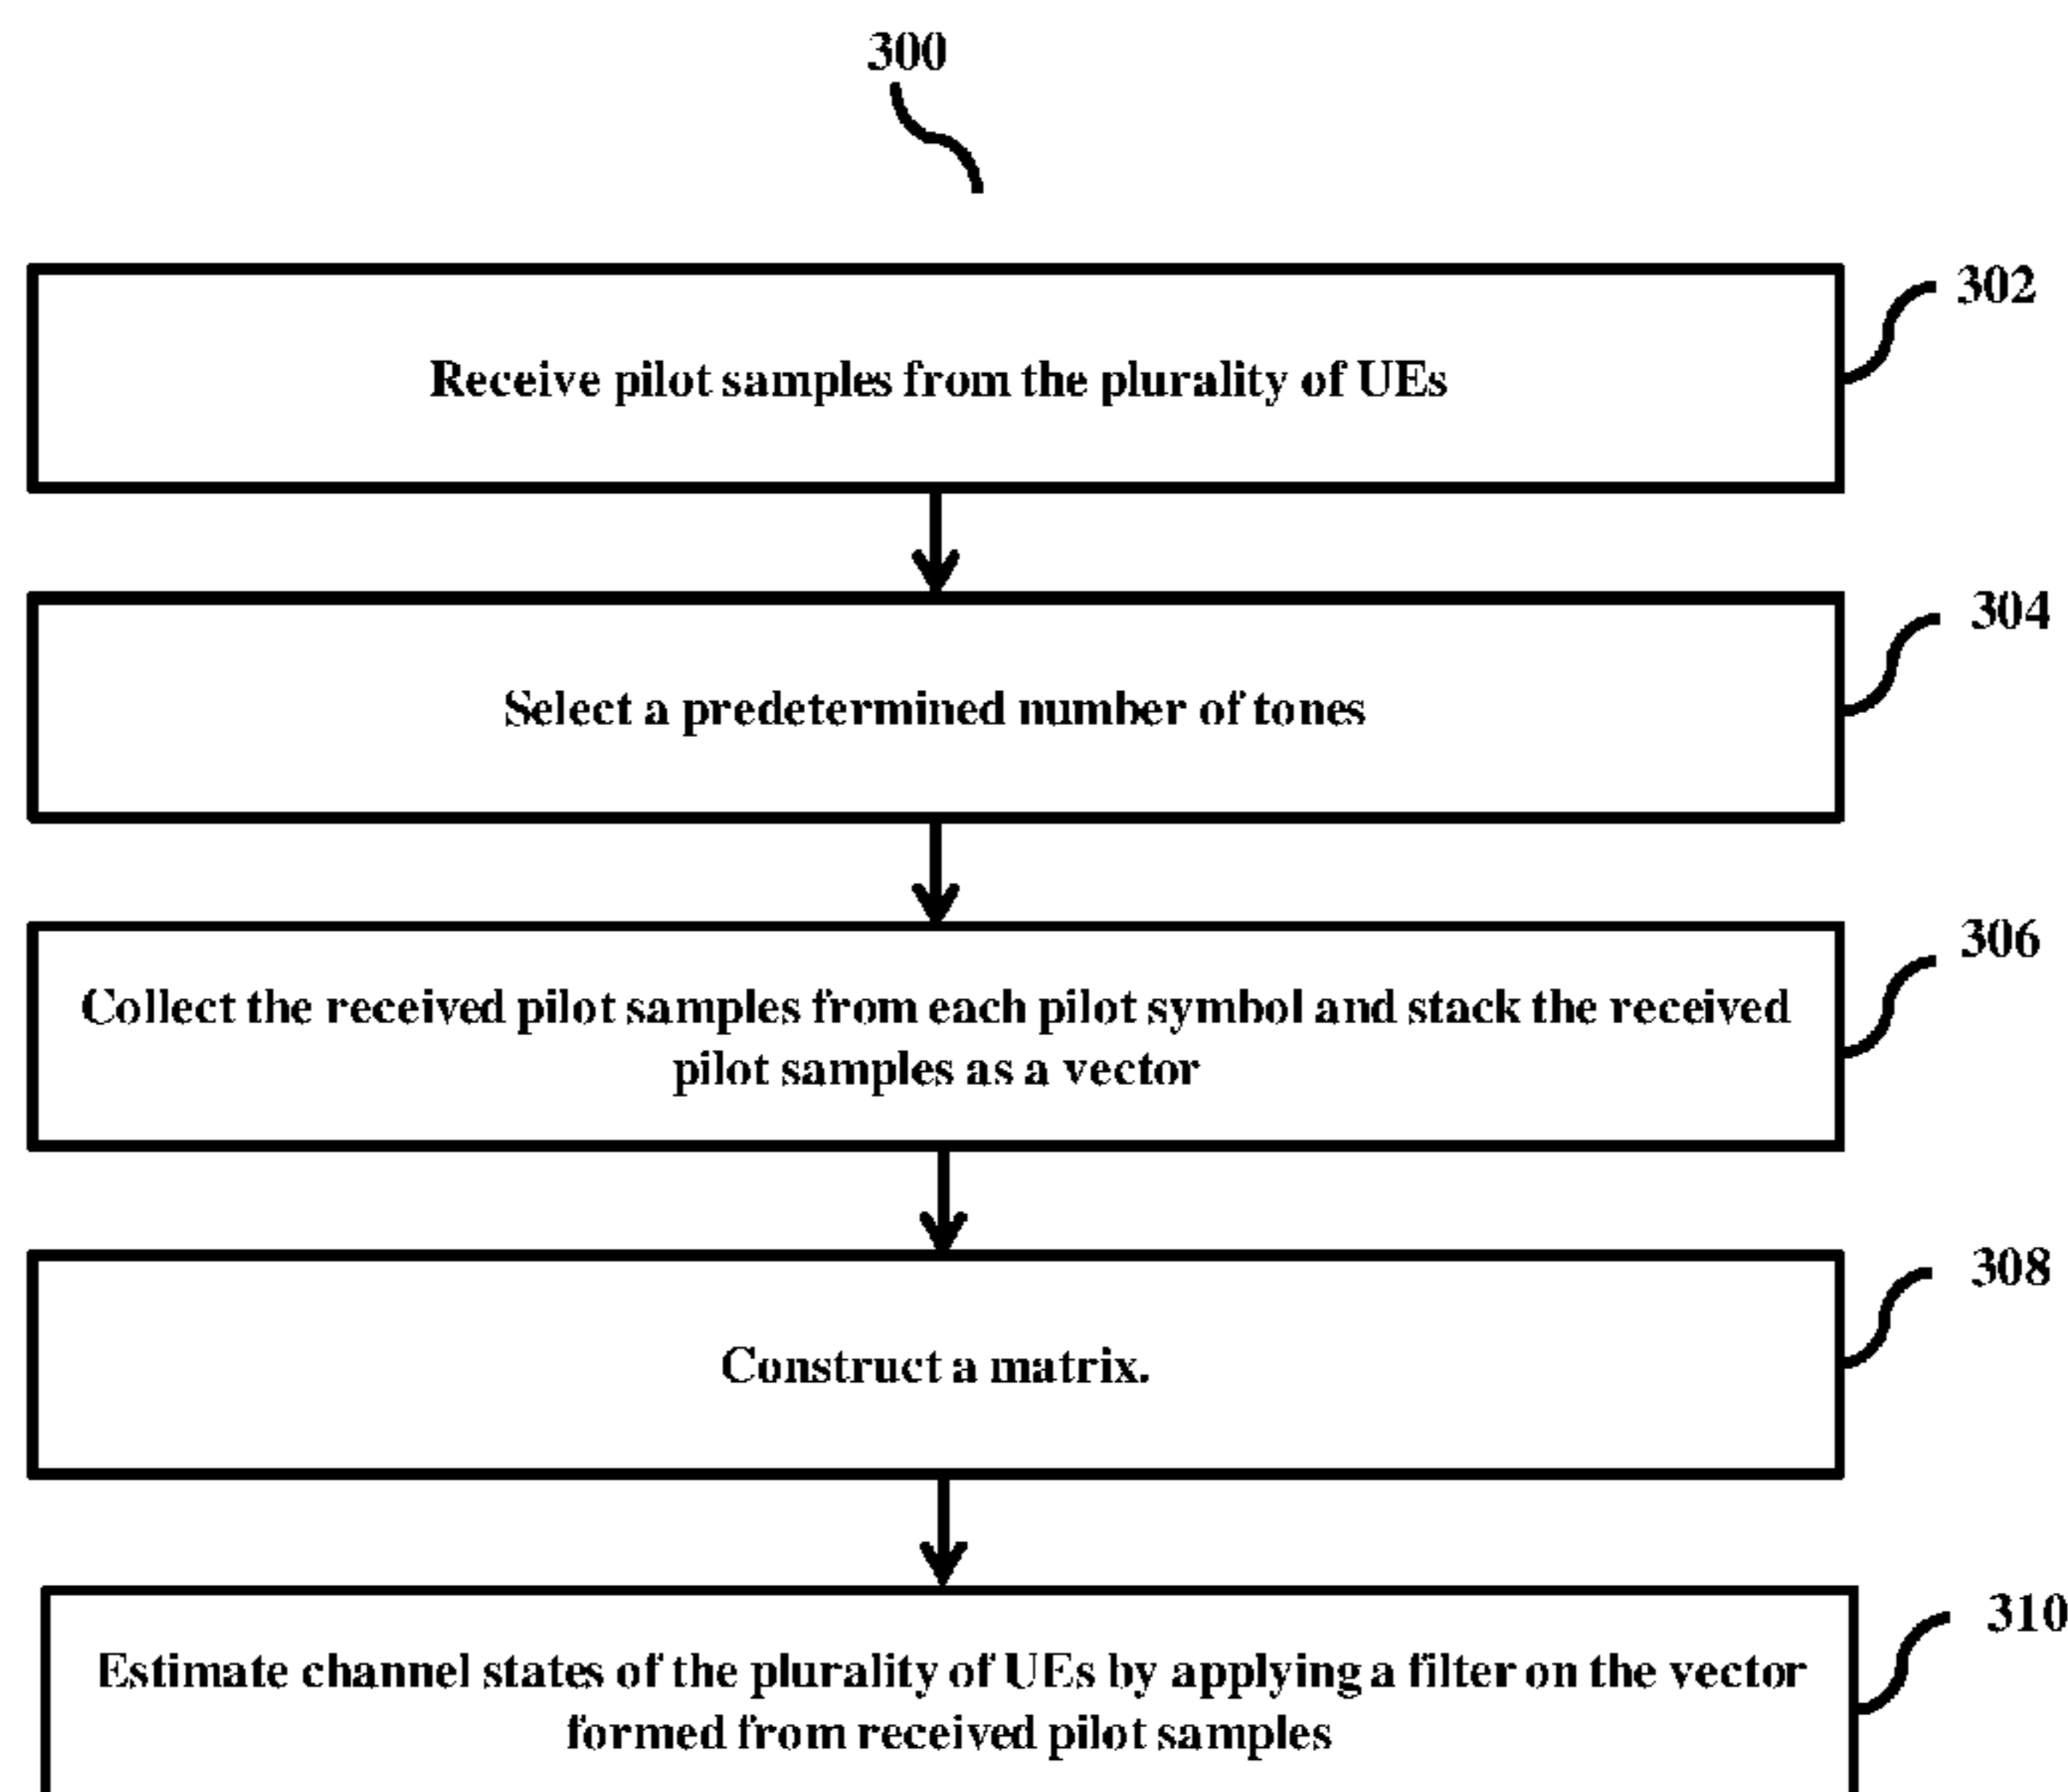 300
302
Receive pilot samples from the plurality of UEs
304
Select a predetermined number of tones
306
Collect the received pilot samples from each pilot symbol and stack the received
pilot samples as a vector
308
Construct a matrix.
310
Estimate channel states of the plurality of UEs by applying a filter on the vector
formed from received pilot samples